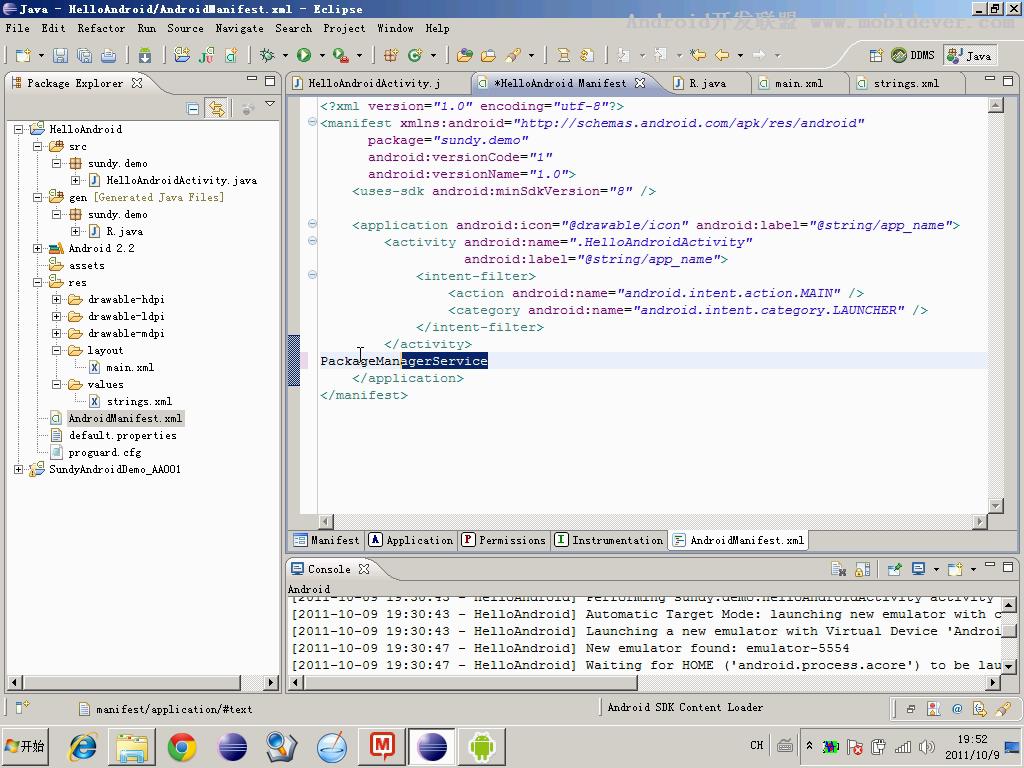 Java - HelloAndroid/AndroidManifest.xml - Eclipse
Android开发联盟 www.mobidever.com
File Edit Refactor Run Source Navigate Search Project Window Help
DDMS Java
Package Explorer
HelloAndroid
src
sundy.demo
HelloAndroidActivity.java
gen [Generated Java Files]
sundy.demo
R.java
Android 2.2
assets
res
drawable-hdpi
drawable-ldpi
drawable-mdpi
layout
main.xml
values
strings.xml
AndroidManifest.xml
default.properties
proguard.cfg
SundyAndroidDemo_AA001
HelloAndroidActivity.j *HelloAndroid Manifest R.java main.xml strings.xml
<?xml version="1.0" encoding="utf-8"?>
<manifest xmlns:android="http://schemas.android.com/apk/res/android"
package="sundy.demo"
android:versionCode="1"
android:versionName="1.0">
<uses-sdk android:minSdkVersion="8" />
<application android:icon="@drawable/icon" android:label="@string/app_name">
<activity android:name=".HelloAndroidActivity"
android:label="@string/app_name">
<intent-filter>
<action android:name="android.intent.action.MAIN" />
<category android:name="android.intent.category.LAUNCHER" />
</intent-filter>
</activity>
PackageManagerService
</application>
</manifest>
Manifest A Application P Permissions I Instrumentation AndroidManifest.xml
Console
Android
[2011-10-09 19:30:43 - HelloAndroid] Performing sundy.demo.HelloAndroidActivity activity
[2011-10-09 19:30:43 - HelloAndroid] Automatic Target Mode: launching new emulator with c
[2011-10-09 19:30:43 - HelloAndroid] Launching a new emulator with Virtual Device 'Androi
[2011-10-09 19:30:47 - HelloAndroid] New emulator found: emulator-5554
[2011-10-09 19:30:47 - HelloAndroid] Waiting for HOME ('android.process.acore') to be lau
manifest/application/#text
Android SDK Content Loader
开始
CH
19:52
2011/10/9